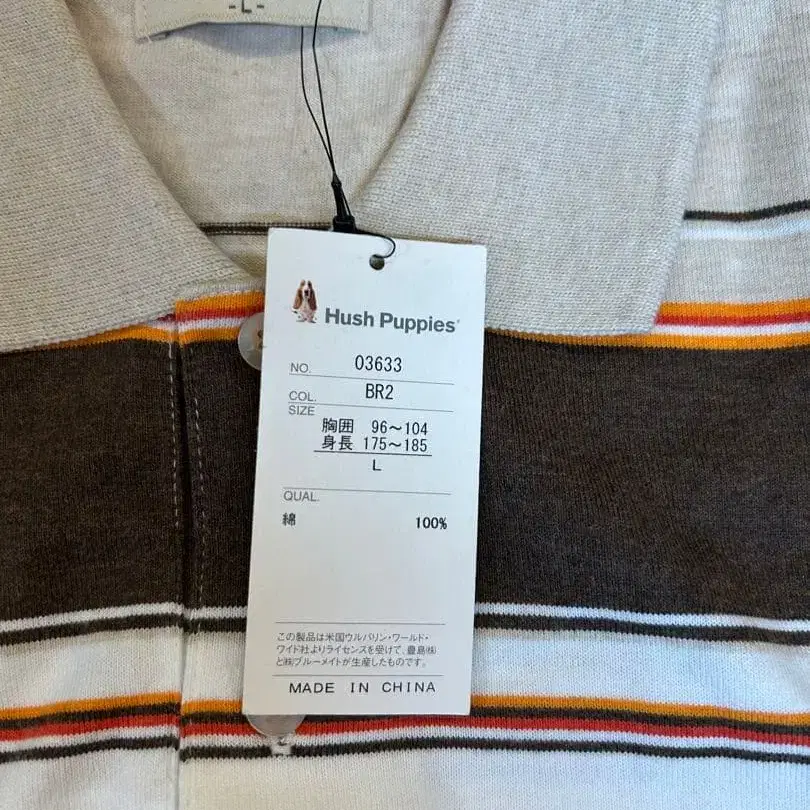 -L-
Hush Puppies
NO. 03633
COL. BR2
SIZE
胸囲 96～104
身長 175～185
L
QUAL.
綿 100%
この製品は米国ウルバリン・ワールド・
ワイド社よりライセンスを受けて、豊島㈱
と㈱ブルーメイトが生産したものです。
MADE IN CHINA